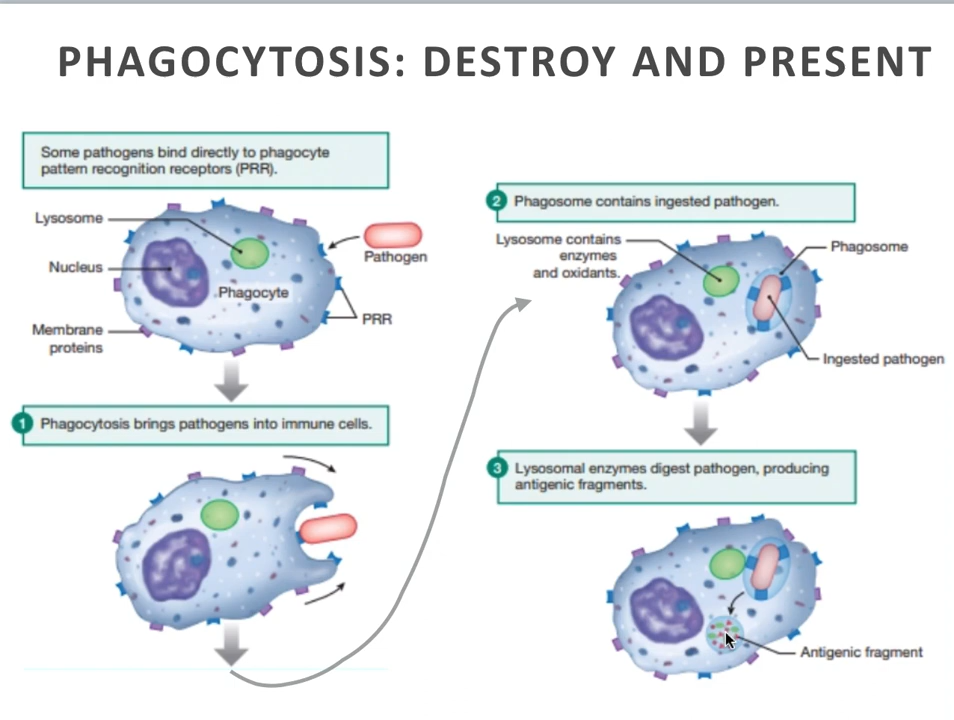 PHAGOCYTOSIS: DESTROY AND PRESENT
Some pathogens bind directly to phagocyte
pattern recognition receptors (PRR).
Lysosome
Nucleus
Membrane
proteins
Phagocyte
Pathogen
PRR
1 Phagocytosis brings pathogens into immune cells.
2 Phagosome contains ingested pathogen.
Lysosome contains
enzymes
and oxidants.
Phagosome
Ingested pathogen
3 Lysosomal enzymes digest pathogen, producing
antigenic fragments.
Antigenic fragment